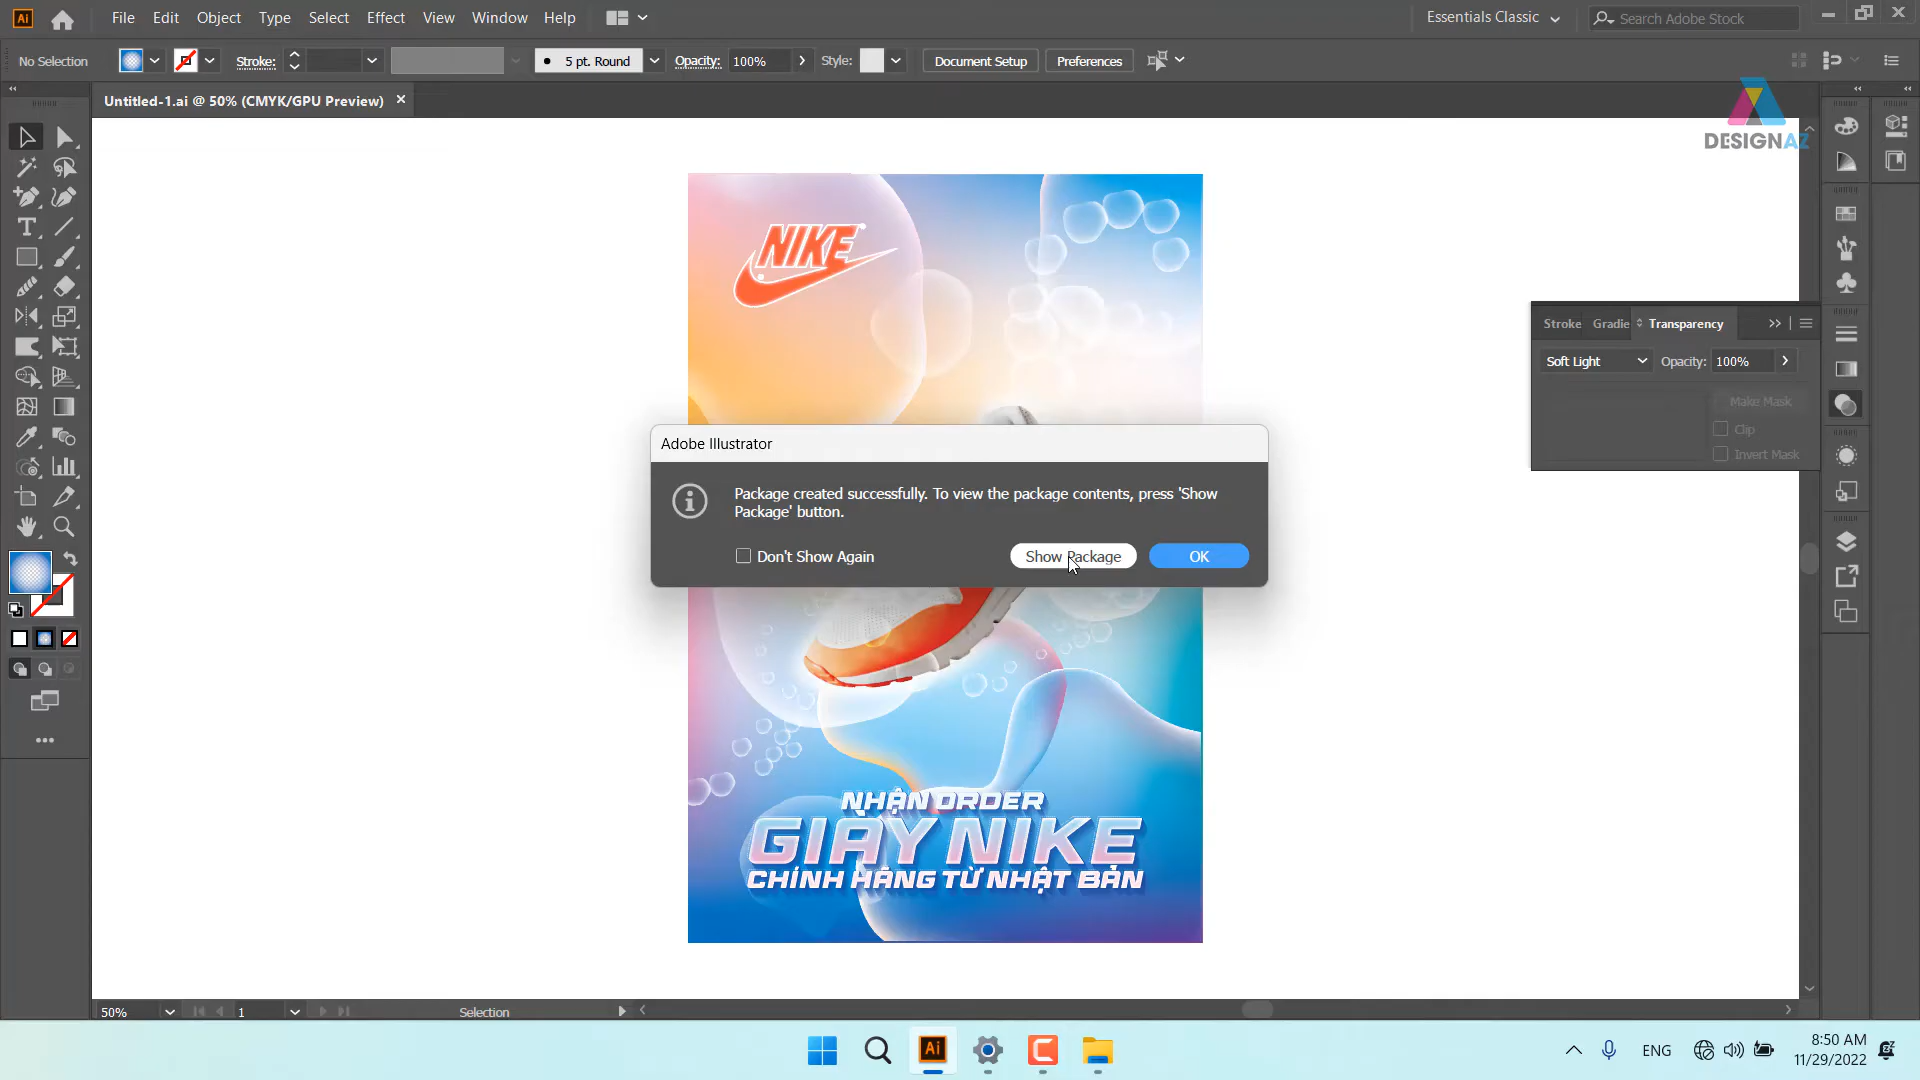 Ai File Edit Object Type Select Effect View Window Help Essentials Classic Search Adobe Stock
No Selection Stroke: 5 pt. Round Opacity: 100% Style: Document Setup Preferences
Untitled-1.ai @ 50% (CMYK/GPU Preview)
DESIGNAZ
NIKE
Stroke Gradie Transparency
Soft Light Opacity: 100%
Make Mask
Clip
Invert Mask
Adobe Illustrator
Package created successfully. To view the package contents, press 'Show
Package' button.
Don't Show Again Show Package OK
NHẬN ORDER
GIÀY NIKE
CHÍNH HÃNG TỪ NHẬT BẢN
50% 1 Selection
Ai
ENG
8:50 AM
11/29/2022